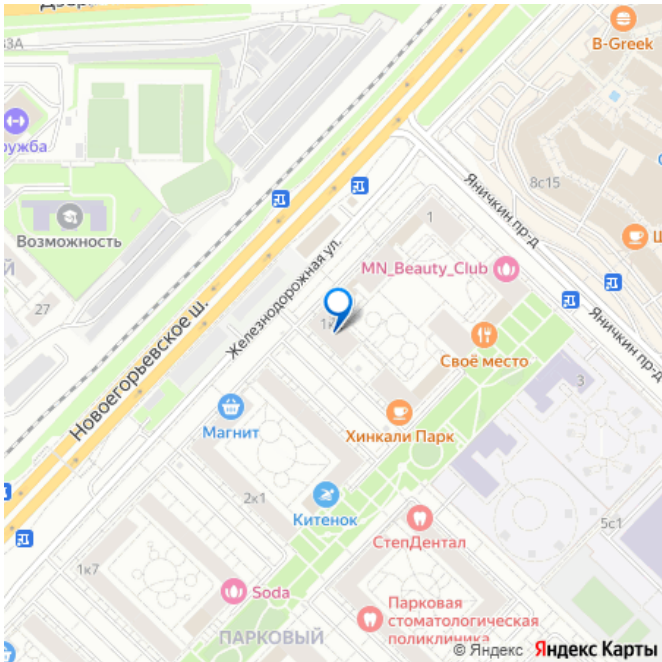 B-Greek
8с15
Яничкин пр-д
Возможность
27
1
MN_Beauty_Club
Железнодорожная ул.
Новоегорьевское ш.
Яничкин пр-д
Своё место
3
Магнит
Хинкали Парк
2к1
Китенок
5с1
СтепДентал
1к7
Soda
Парковая
стоматологическая
поликлиника
ПАРКОВЫЙ
© Яндекс Яндекс Карты